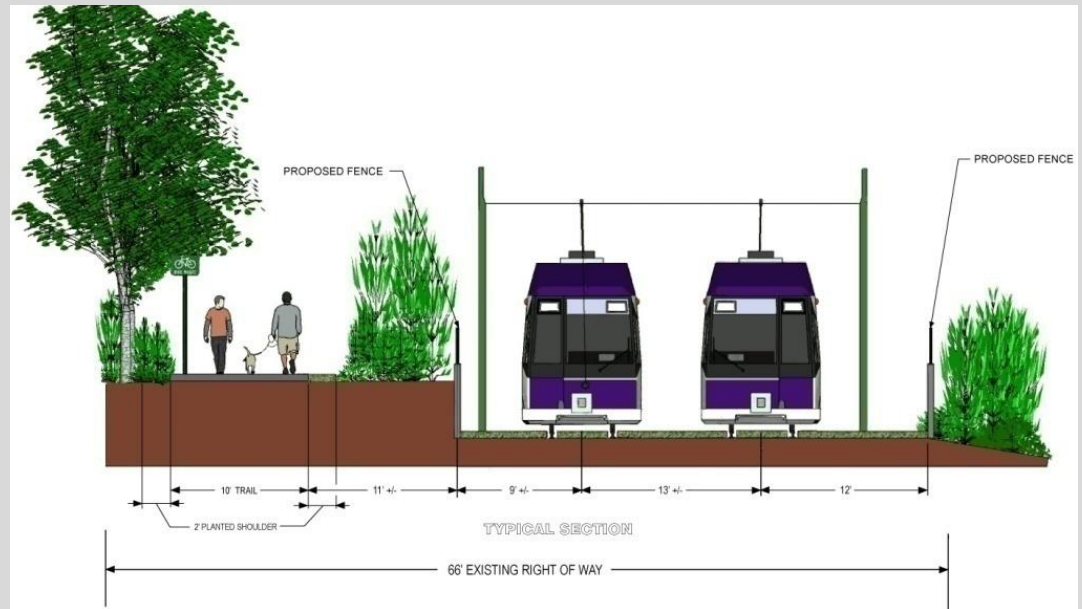 PROPOSED FENCE
PROPOSED FENCE
10' TRAIL
11' +/-
9' +/-
13' +/-
12'
2' PLANTED SHOULDER
TYPICAL SECTION
66' EXISTING RIGHT OF WAY